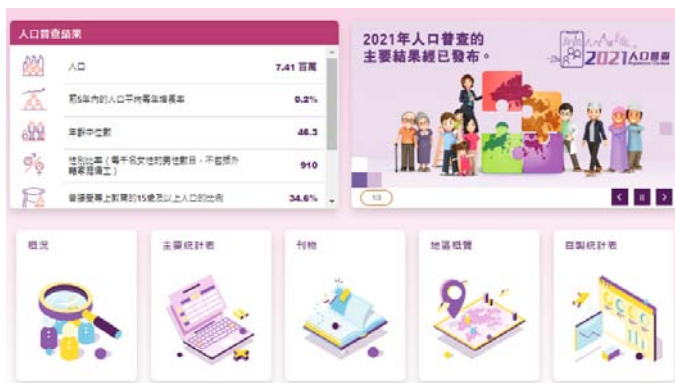 人口普查結果
人口
7.41 百萬
前5年內的人口平均每年增長率
0.2%
年齡中位數
46.3
性別比率（每千名女性的男性數目，不包括外
籍家庭傭工）
910
曾接受專上教育的15歲及以上人口的比例
34.6%
2021年人口普查的
主要結果經已發布。
2021人口普查
Population Census
1/3
概況
主要統計表
刊物
地區概覽
自製統計表